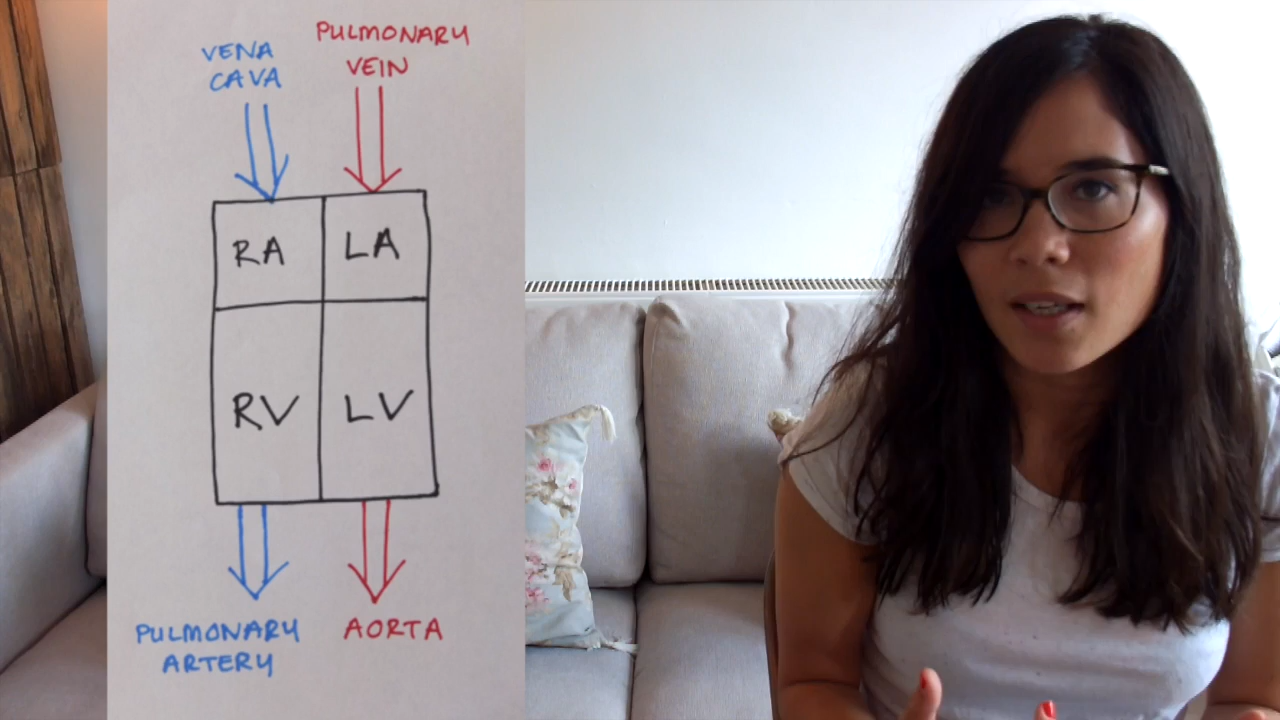 VENA
CAVA
PULMONARY
VEIN
RA
LA
RV
LV
PULMONARY
ARTERY
AORTA